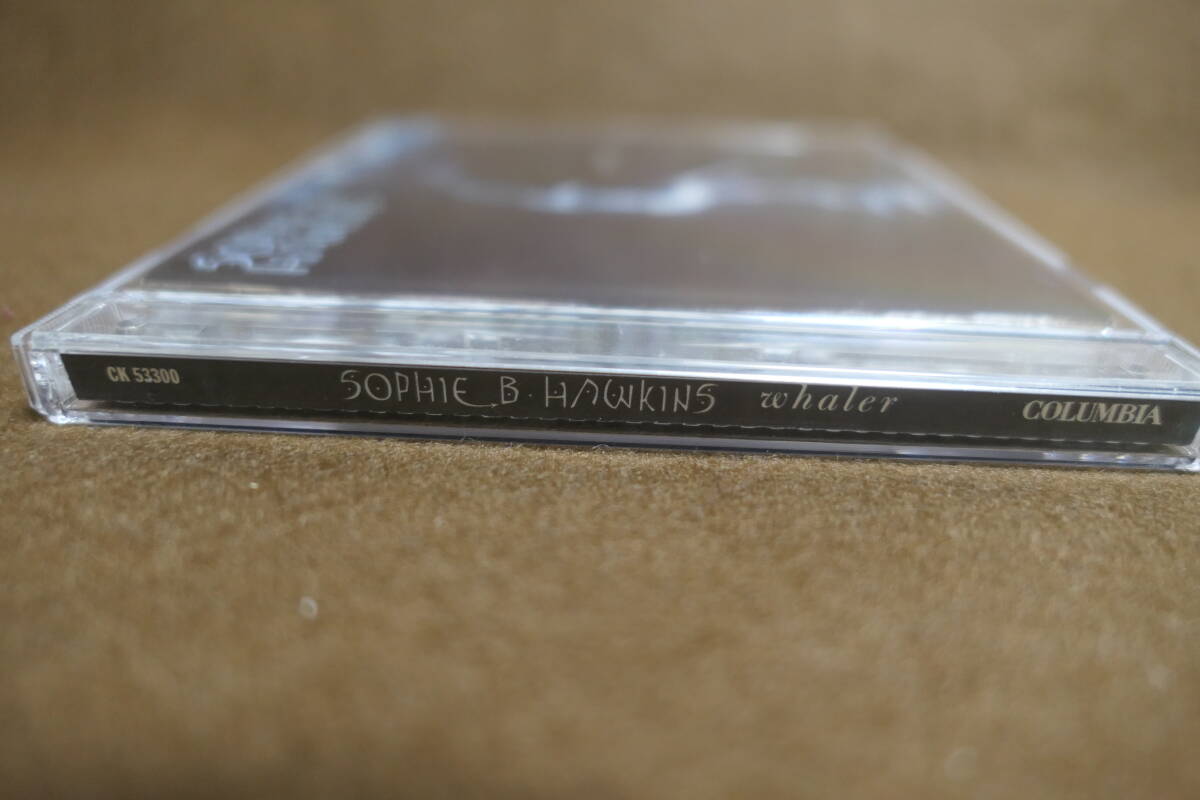 CK 53300 SOPHIE B. HAWKINS whaler COLUMBIA